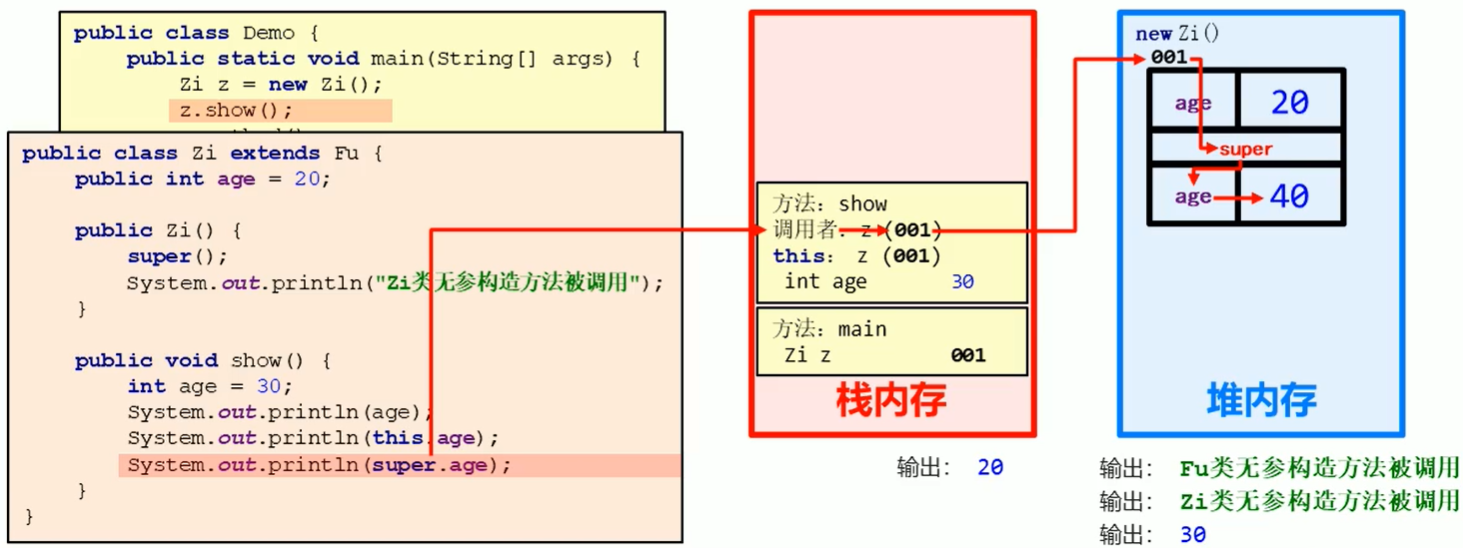 public class Demo {
public static void main(String[] args) {
Zi z = new Zi();
z.show();
public class Zi extends Fu {
public int age = 20;
public Zi() {
super();
System.out.println("Zi类无参构造方法被调用");
}
public void show() {
int age = 30;
System.out.println(age);
System.out.println(this.age);
System.out.println(super.age);
}
}
方法: show
调用者: z (001)
this: z (001)
int age 30
方法: main
Zi z 001
栈内存
输出: 20
new Zi()
001
age 20
super
age 40
堆内存
输出: Fu类无参构造方法被调用
输出: Zi类无参构造方法被调用
输出: 30